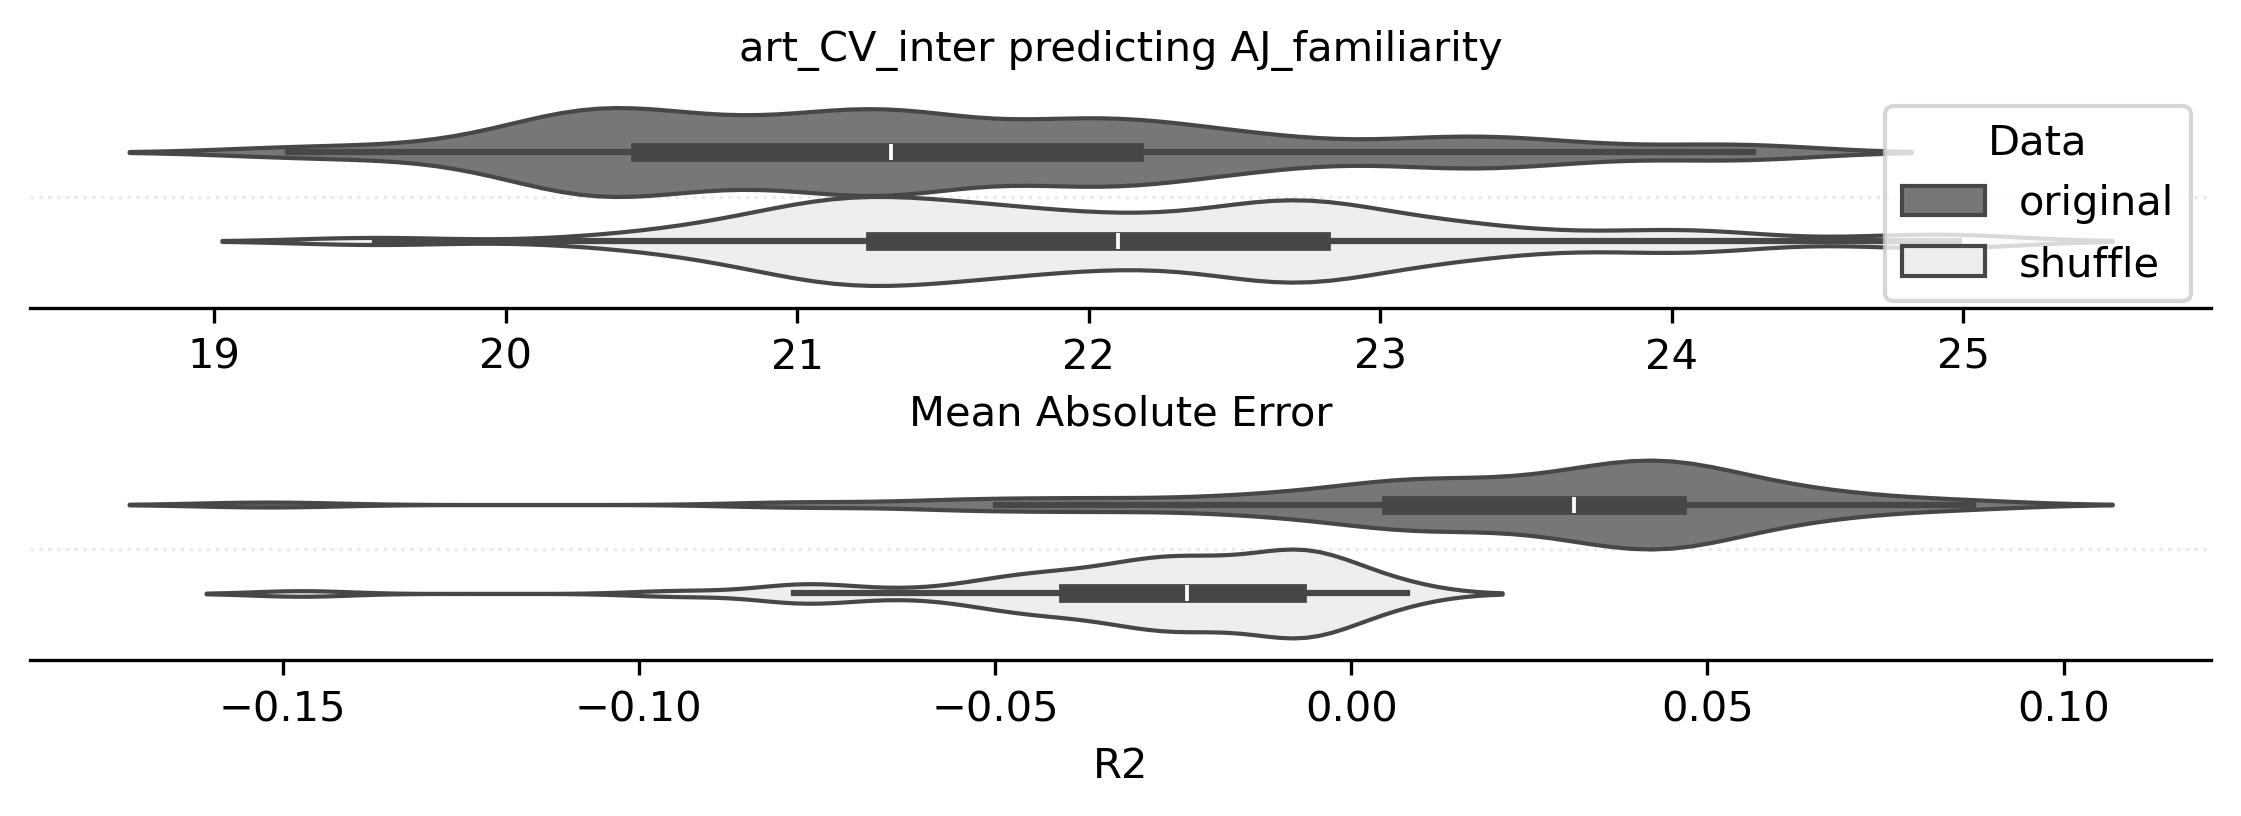 art_CV_inter predicting AJ_familiarity
Data
original
shuffle
19 20 21 22 23 24 25
Mean Absolute Error
−0.15 −0.10 −0.05 0.00 0.05 0.10
R2